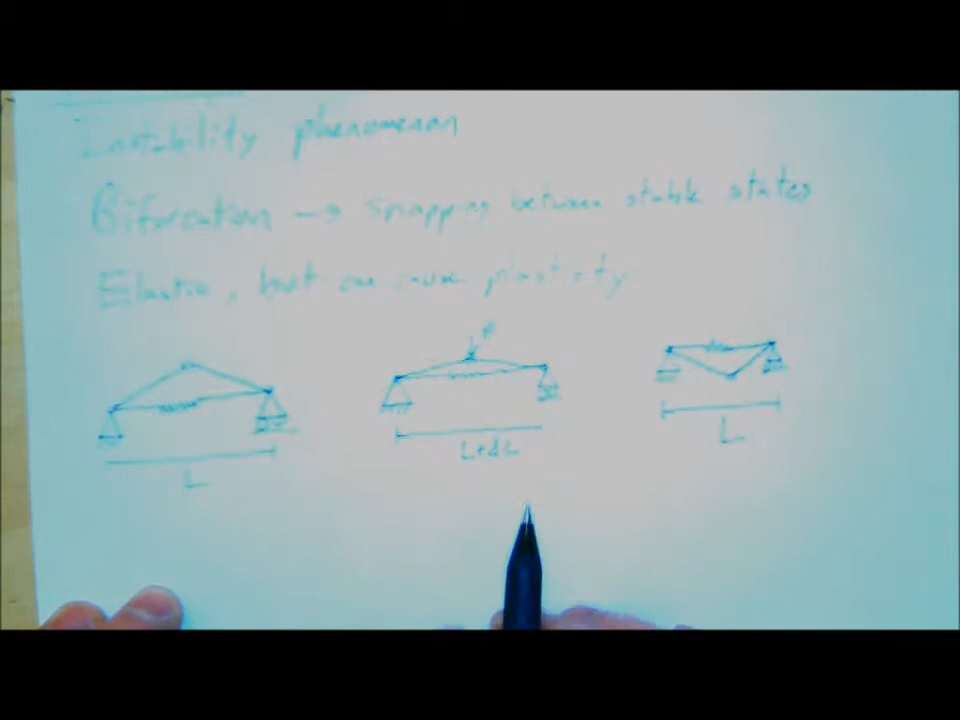 Instability phenomenon
Bifurcation → Snapping between stable states
Elastic, but can cause plasticity
P
L
L+dL
L